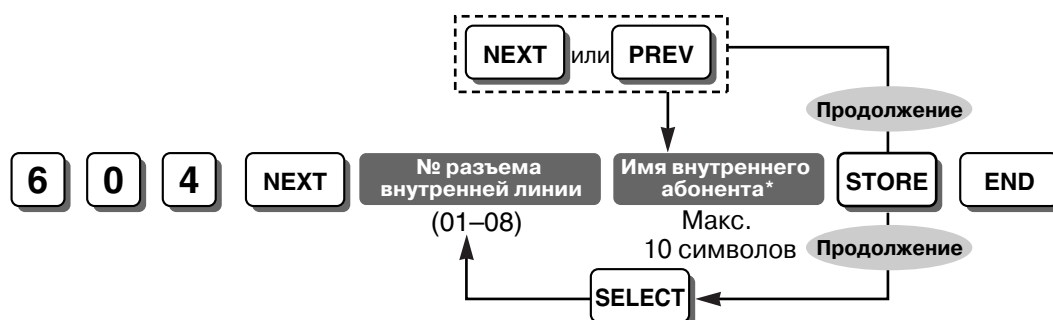 NEXT или PREV
Продолжение
6 0 4 NEXT
№ разъема
внутренней линии
(01–08)
Имя внутреннего
абонента*
Макс.
10 символов
STORE
END
Продолжение
SELECT